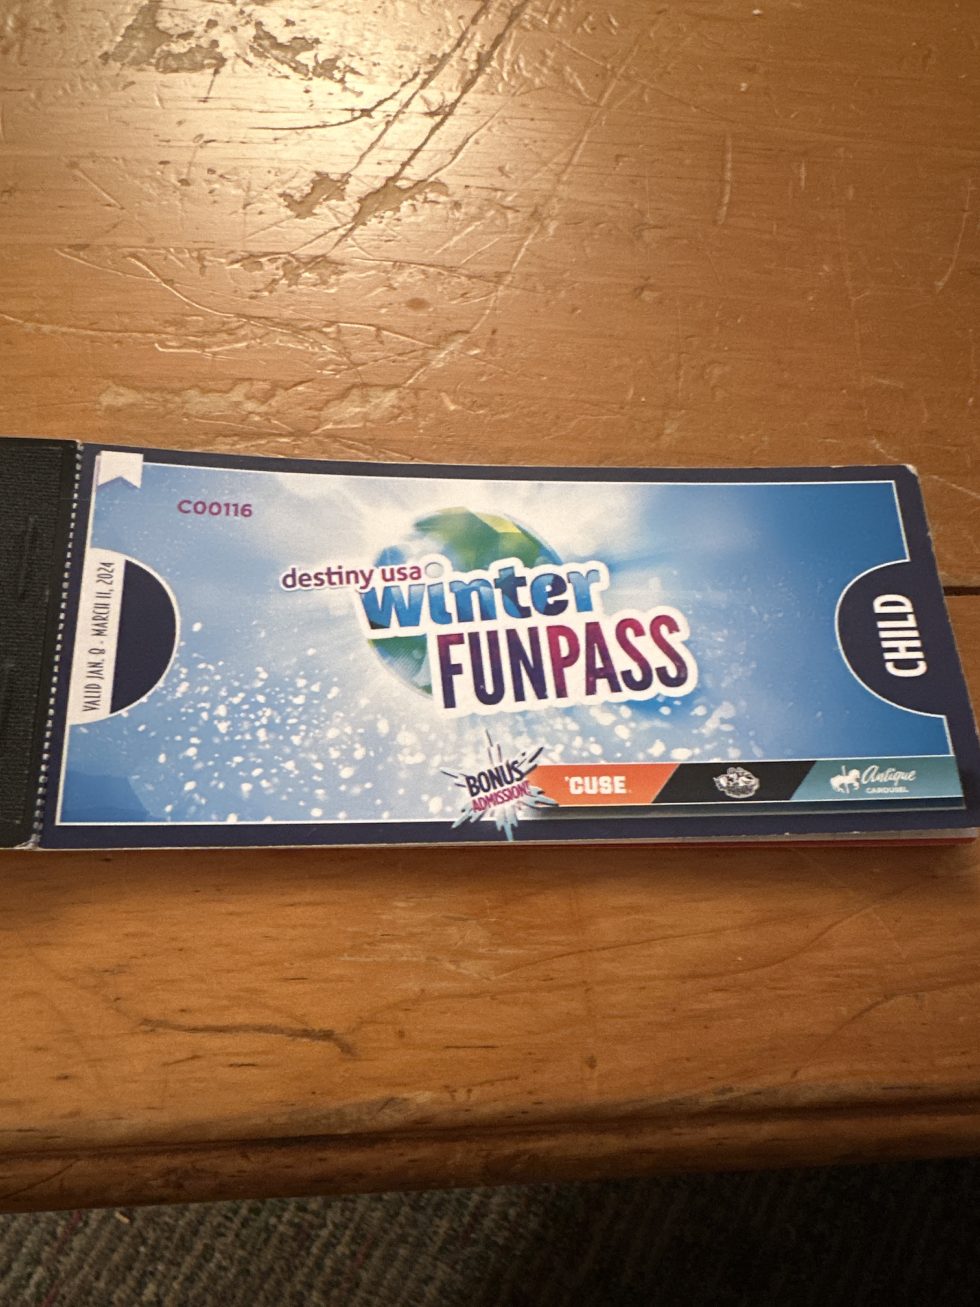 C00116
destiny usa
winter
FUNPASS
VALID JAN. 8 - MARCH 11, 2024
CHILD
BONUS
ADMISSION!
'CUSE
Antique
CAROUSEL